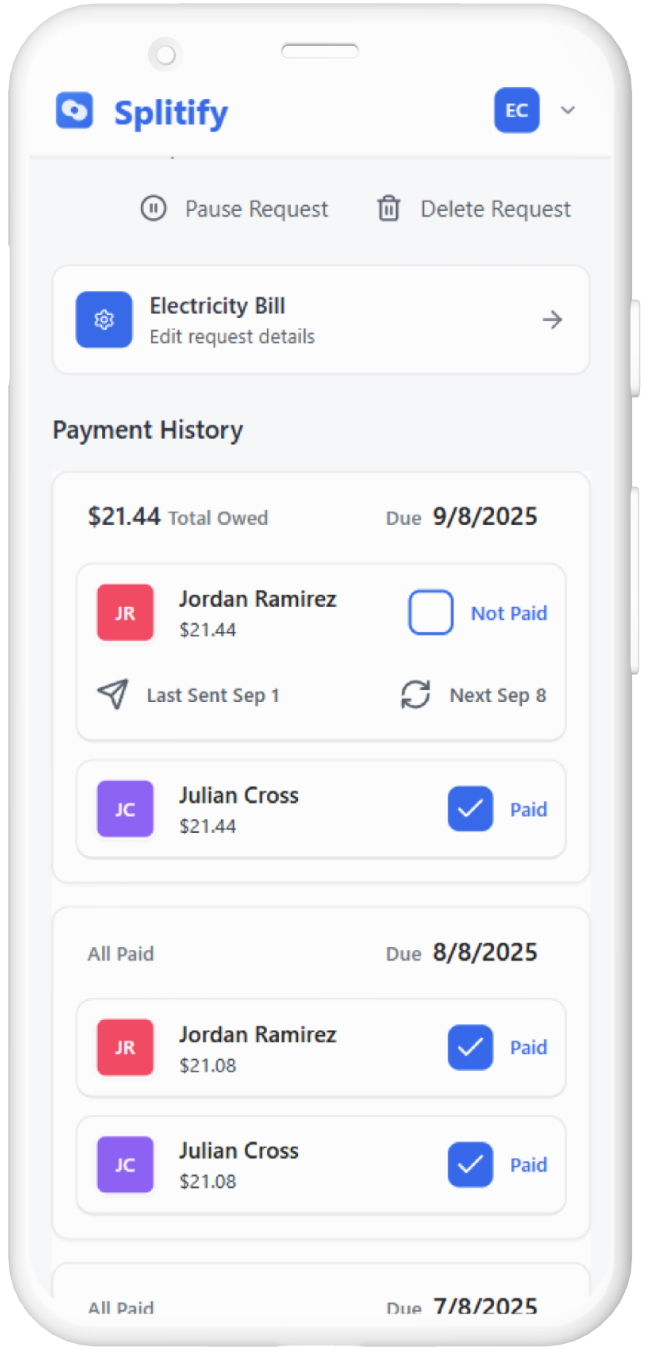 Splitify
EC
Pause Request
Delete Request
Electricity Bill
Edit request details
Payment History
$21.44 Total Owed
Due 9/8/2025
JR
Jordan Ramirez
$21.44
Not Paid
Last Sent Sep 1
Next Sep 8
JC
Julian Cross
$21.44
Paid
All Paid
Due 8/8/2025
JR
Jordan Ramirez
$21.08
Paid
JC
Julian Cross
$21.08
Paid
All Paid
Due 7/8/2025